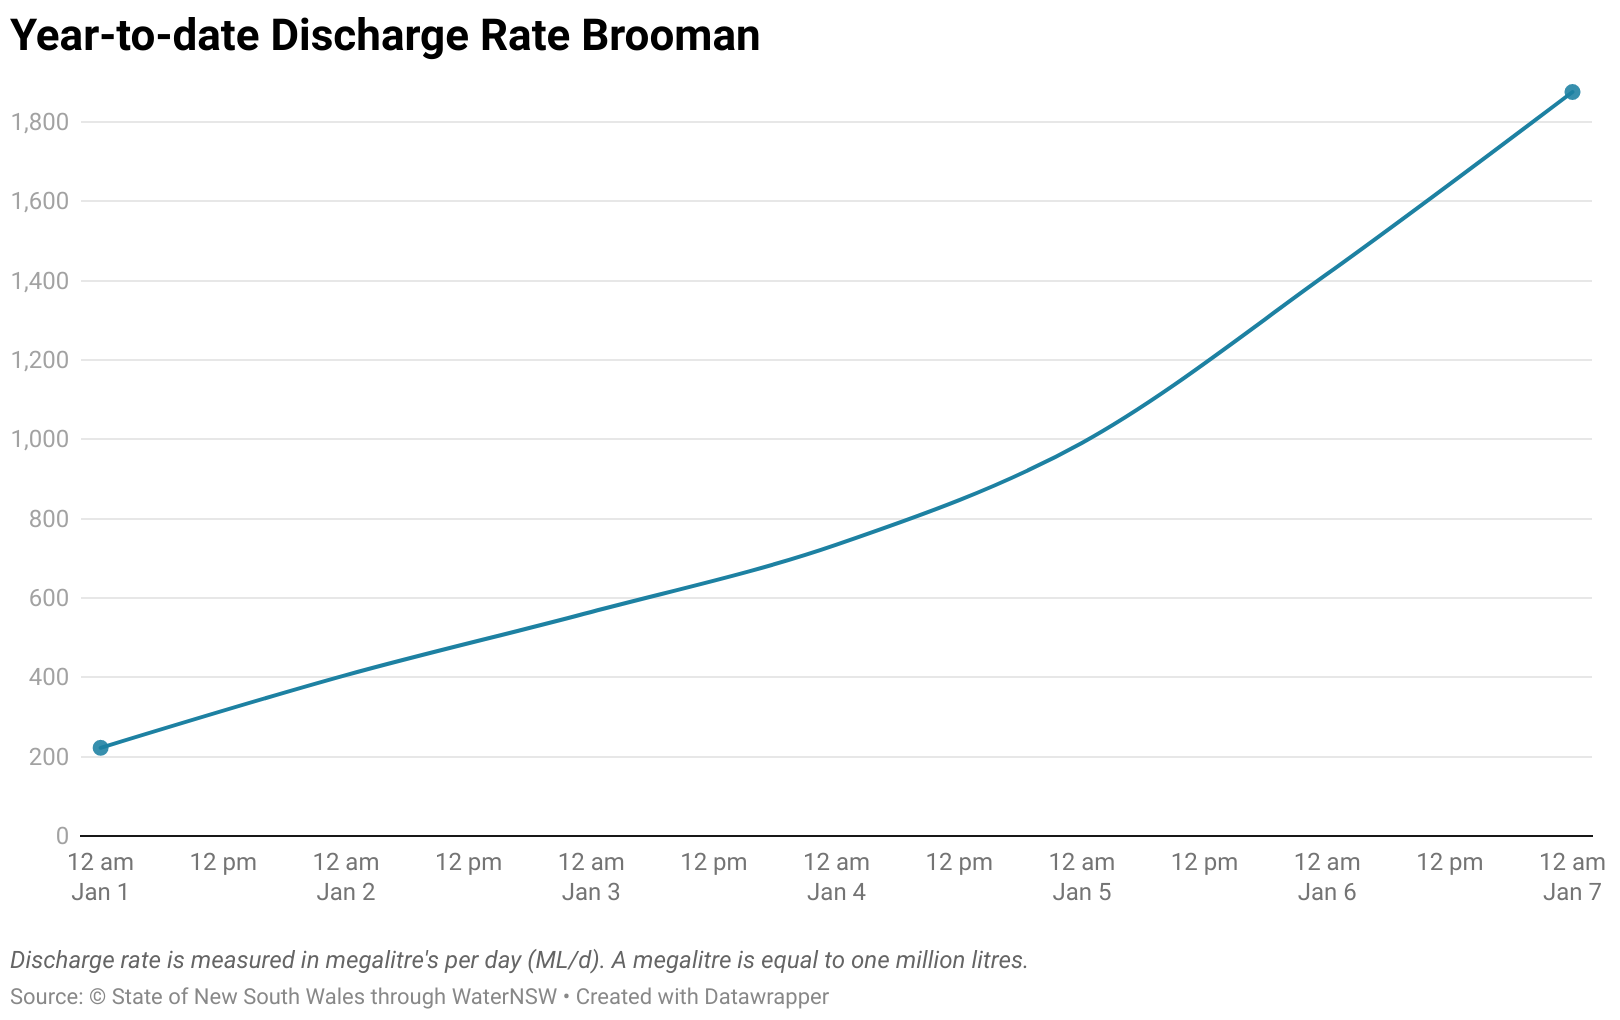 Year-to-date Discharge Rate Brooman
1,800
1,600
1,400
1,200
1,000
800
600
400
200
0
12 am 12 pm 12 am 12 pm 12 am 12 pm 12 am 12 pm 12 am 12 pm 12 am 12 pm 12 am
Jan 1 Jan 2 Jan 3 Jan 4 Jan 5 Jan 6 Jan 7
Discharge rate is measured in megalitre's per day (ML/d). A megalitre is equal to one million litres.
Source: © State of New South Wales through WaterNSW • Created with Datawrapper